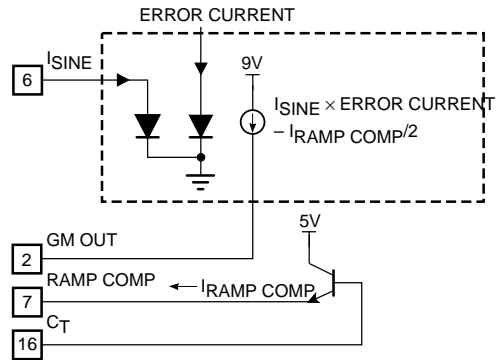 ERROR CURRENT
6 ISINE
9V
ISINE × ERROR CURRENT
– IRAMP COMP/2
2 GM OUT
5V
7 RAMP COMP
IRAMP COMP
16 CT